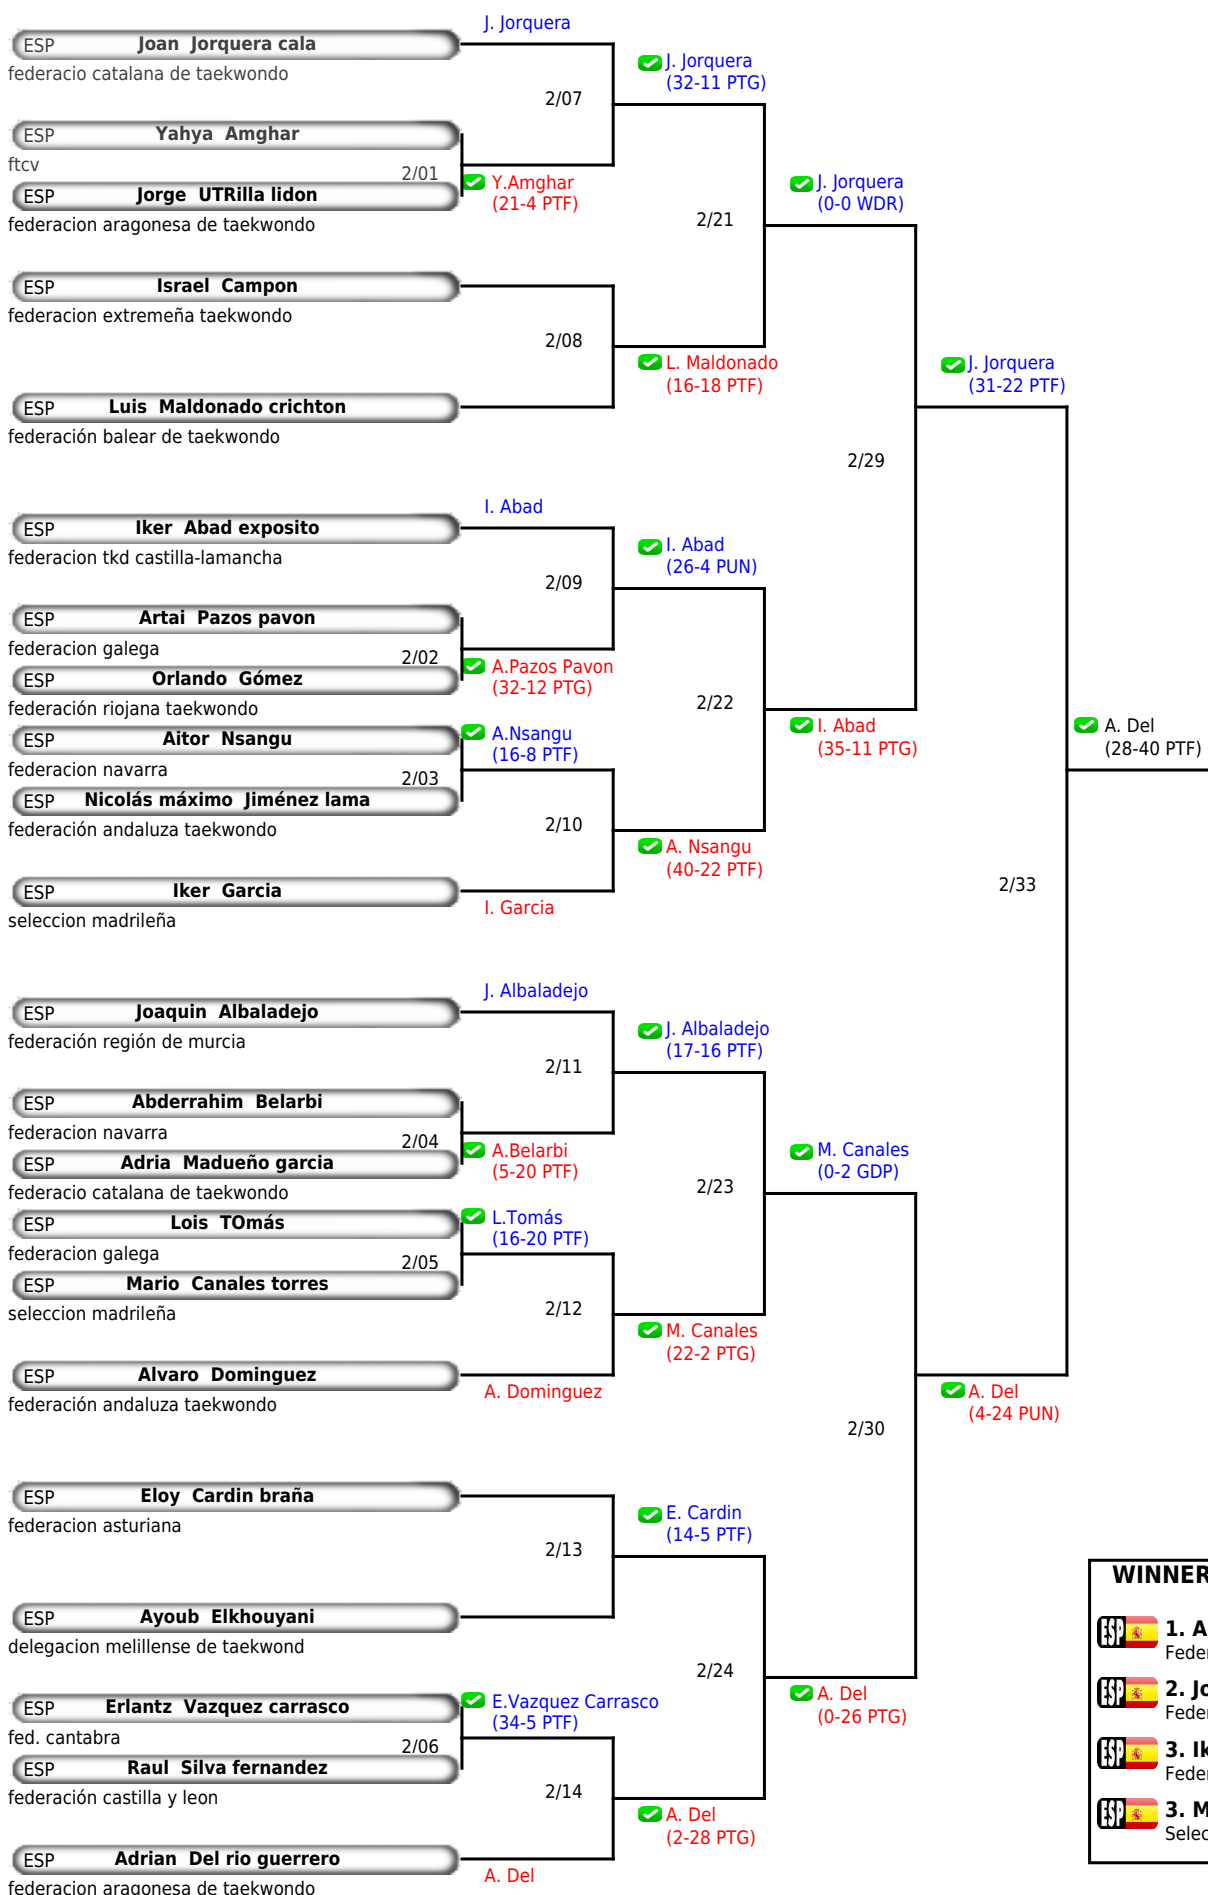 J. Jorquera
ESP Joan Jorquera cala
federacio catalana de taekwondo
J. Jorquera
(32-11 PTG)
2/07
ESP Yahya Amghar
ftcv
2/01
Y.Amghar
(21-4 PTF)
ESP Jorge UTRilla lidon
federacion aragonesa de taekwondo
J. Jorquera
(0-0 WDR)
2/21
ESP Israel Campon
federacion extremeña taekwondo
2/08
L. Maldonado
(16-18 PTF)
J. Jorquera
(31-22 PTF)
ESP Luis Maldonado crichton
federación balear de taekwondo
2/29
I. Abad
ESP Iker Abad exposito
federacion tkd castilla-lamancha
I. Abad
(26-4 PUN)
2/09
ESP Artai Pazos pavon
federacion galega
2/02
A.Pazos Pavon
(32-12 PTG)
ESP Orlando Gómez
federación riojana taekwondo
2/22
I. Abad
(35-11 PTG)
A. Del
(28-40 PTF)
ESP Aitor Nsangu
A.Nsangu
(16-8 PTF)
federacion navarra
2/03
ESP Nicolás máximo Jiménez lama
federación andaluza taekwondo
2/10
A. Nsangu
(40-22 PTF)
ESP Iker Garcia
I. Garcia
seleccion madrileña
2/33
J. Albaladejo
ESP Joaquin Albaladejo
federación región de murcia
J. Albaladejo
(17-16 PTF)
2/11
ESP Abderrahim Belarbi
federacion navarra
2/04
A.Belarbi
(5-20 PTF)
ESP Adria Madueño garcia
federacio catalana de taekwondo
M. Canales
(0-2 GDP)
2/23
ESP Lois TOmás
L.Tomás
(16-20 PTF)
federacion galega
2/05
ESP Mario Canales torres
seleccion madrileña
2/12
M. Canales
(22-2 PTG)
ESP Alvaro Dominguez
A. Dominguez
federación andaluza taekwondo
A. Del
(4-24 PUN)
2/30
ESP Eloy Cardin braña
federacion asturiana
E. Cardin
(14-5 PTF)
2/13
ESP Ayoub Elkhouyani
delegacion melillense de taekwond
2/24
A. Del
(0-26 PTG)
ESP Erlantz Vazquez carrasco
E.Vazquez Carrasco
(34-5 PTF)
fed. cantabra
2/06
ESP Raul Silva fernandez
federación castilla y leon
2/14
A. Del
(2-28 PTG)
ESP Adrian Del rio guerrero
A. Del
federacion aragonesa de taekwondo
WINNER
ESP 1. A
Feder
ESP 2. Jo
Feder
ESP 3. Ik
Feder
ESP 3. M
Selec